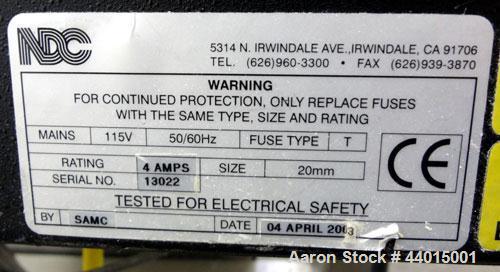 NDC
5314 N. IRWINDALE AVE.,IRWINDALE, CA 91706
TEL. (626)960-3300 • FAX (626)939-3870
WARNING
FOR CONTINUED PROTECTION, ONLY REPLACE FUSES
WITH THE SAME TYPE, SIZE AND RATING
MAINS 115V 50/60Hz FUSE TYPE T
RATING 4 AMPS SIZE 20mm
SERIAL NO. 13022
CE
TESTED FOR ELECTRICAL SAFETY
BY SAMC DATE 04 APRIL 2003
Aaron Stock # 44015001